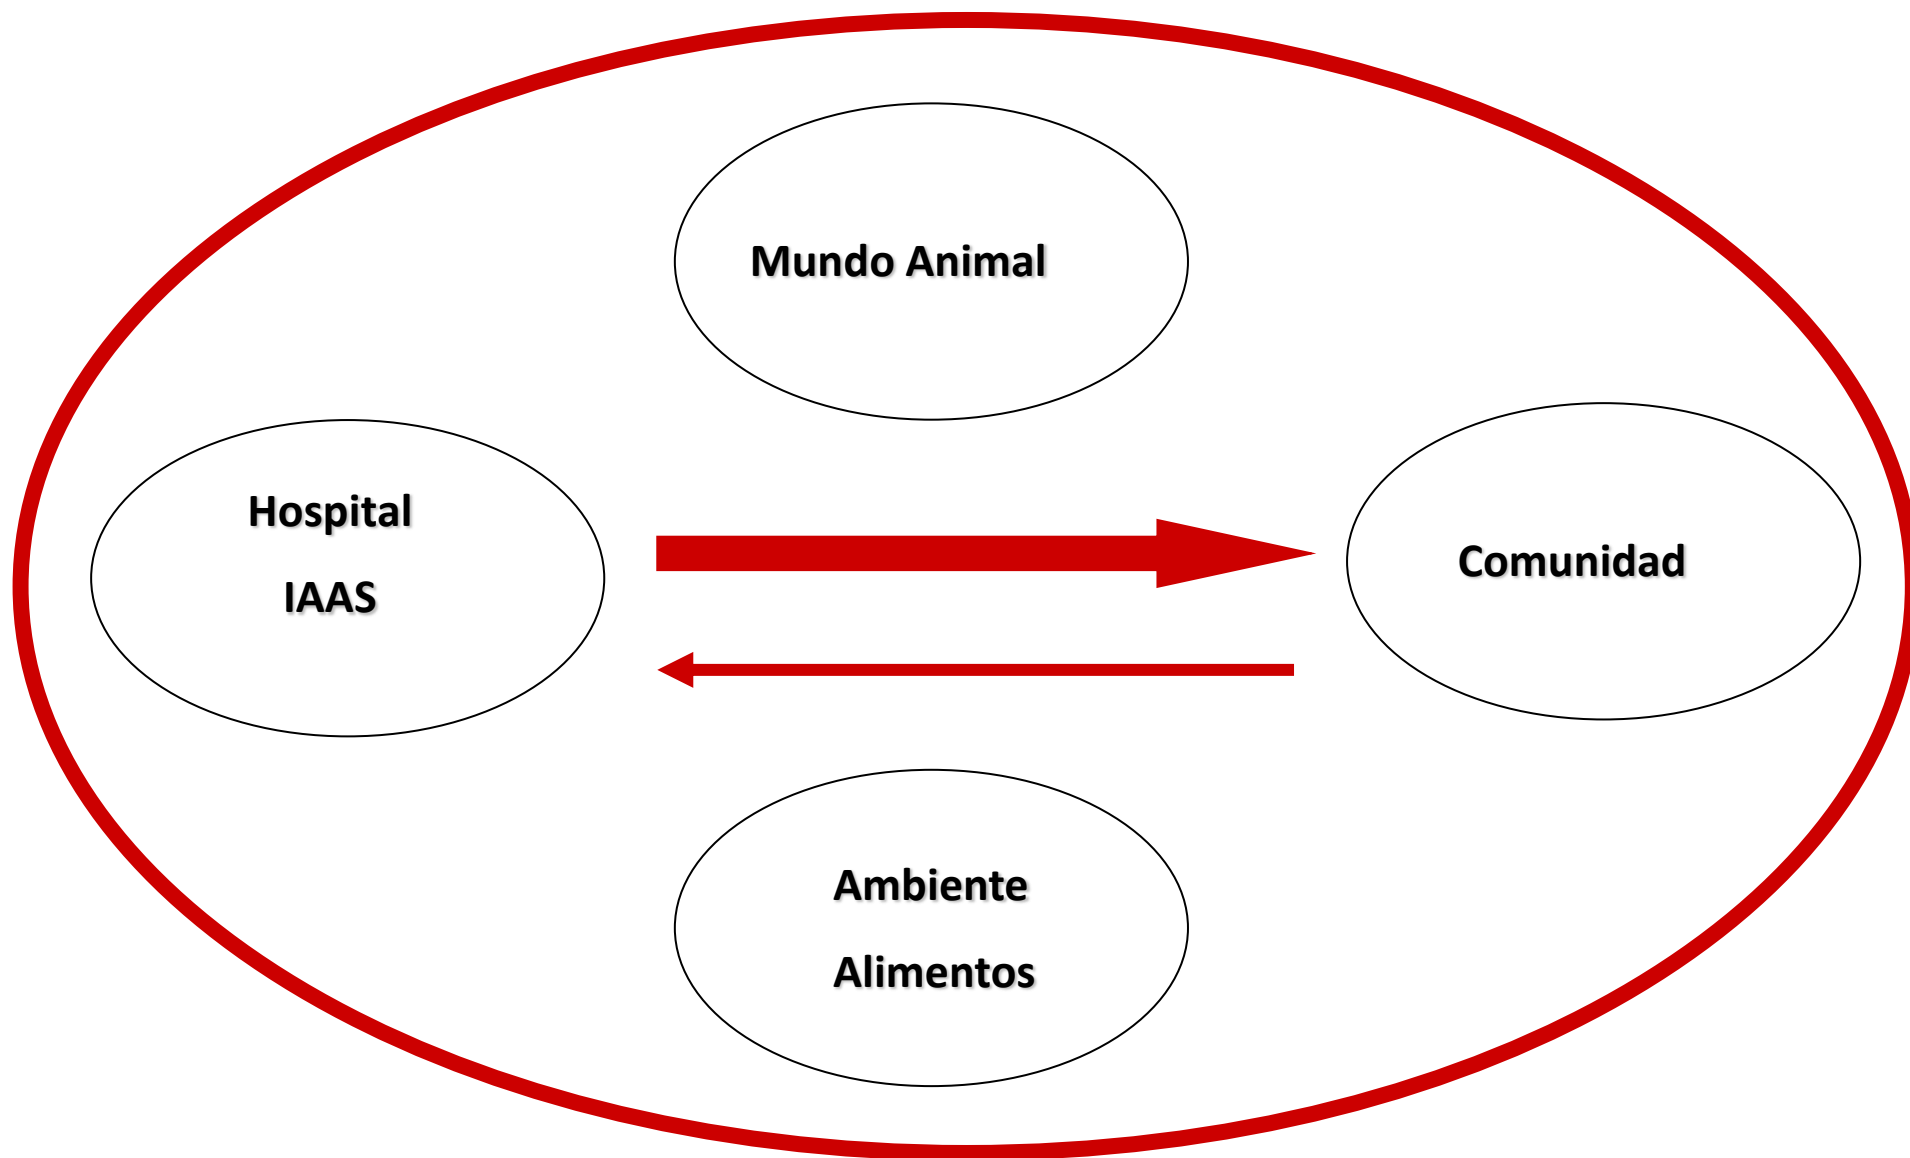 Mundo Animal
Hospital
IAAS
Comunidad
Ambiente
Alimentos